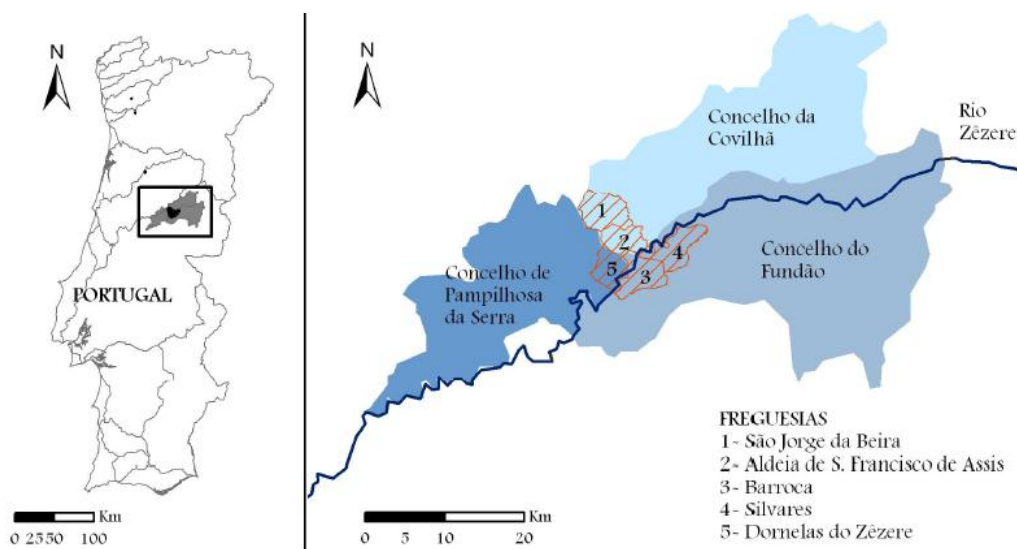 N
PORTUGAL
Km
0 25 50 100
N
Concelho da
Covilhã
Rio
Zêzere
1
2
4
5
3
Concelho de
Pampilhosa
da Serra
Concelho do
Fundão
FREGUESIAS
1- São Jorge da Beira
2- Aldeia de S. Francisco de Assis
3- Barroca
4- Silvares
5- Dornelas do Zêzere
Km
0 5 10 20